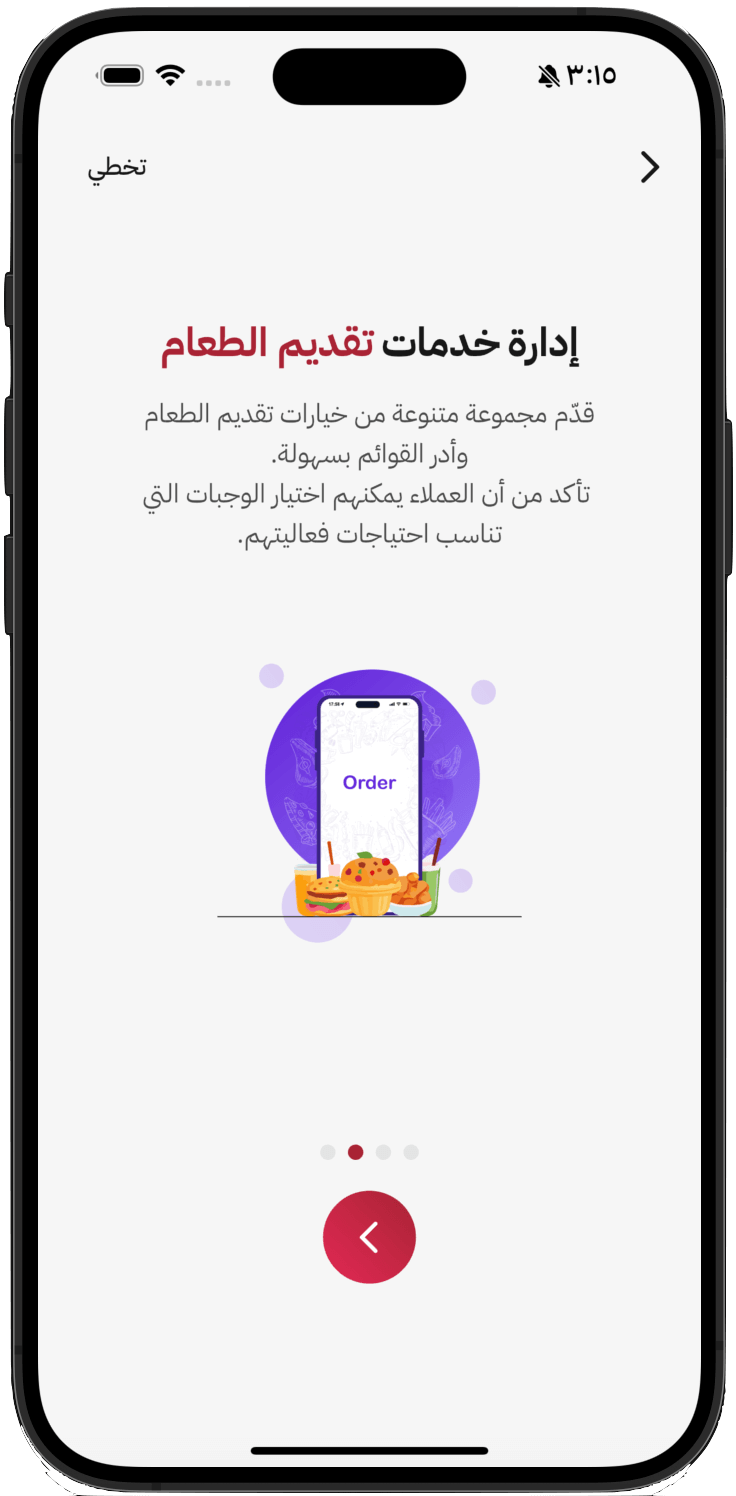 ٣:١٥
تخطي
إدارة خدمات تقديم الطعام
قدّم مجموعة متنوعة من خيارات تقديم الطعام
وأدر القوائم بسهولة.
تأكد من أن العملاء يمكنهم اختيار الوجبات التي
تناسب احتياجات فعاليتهم.
Order